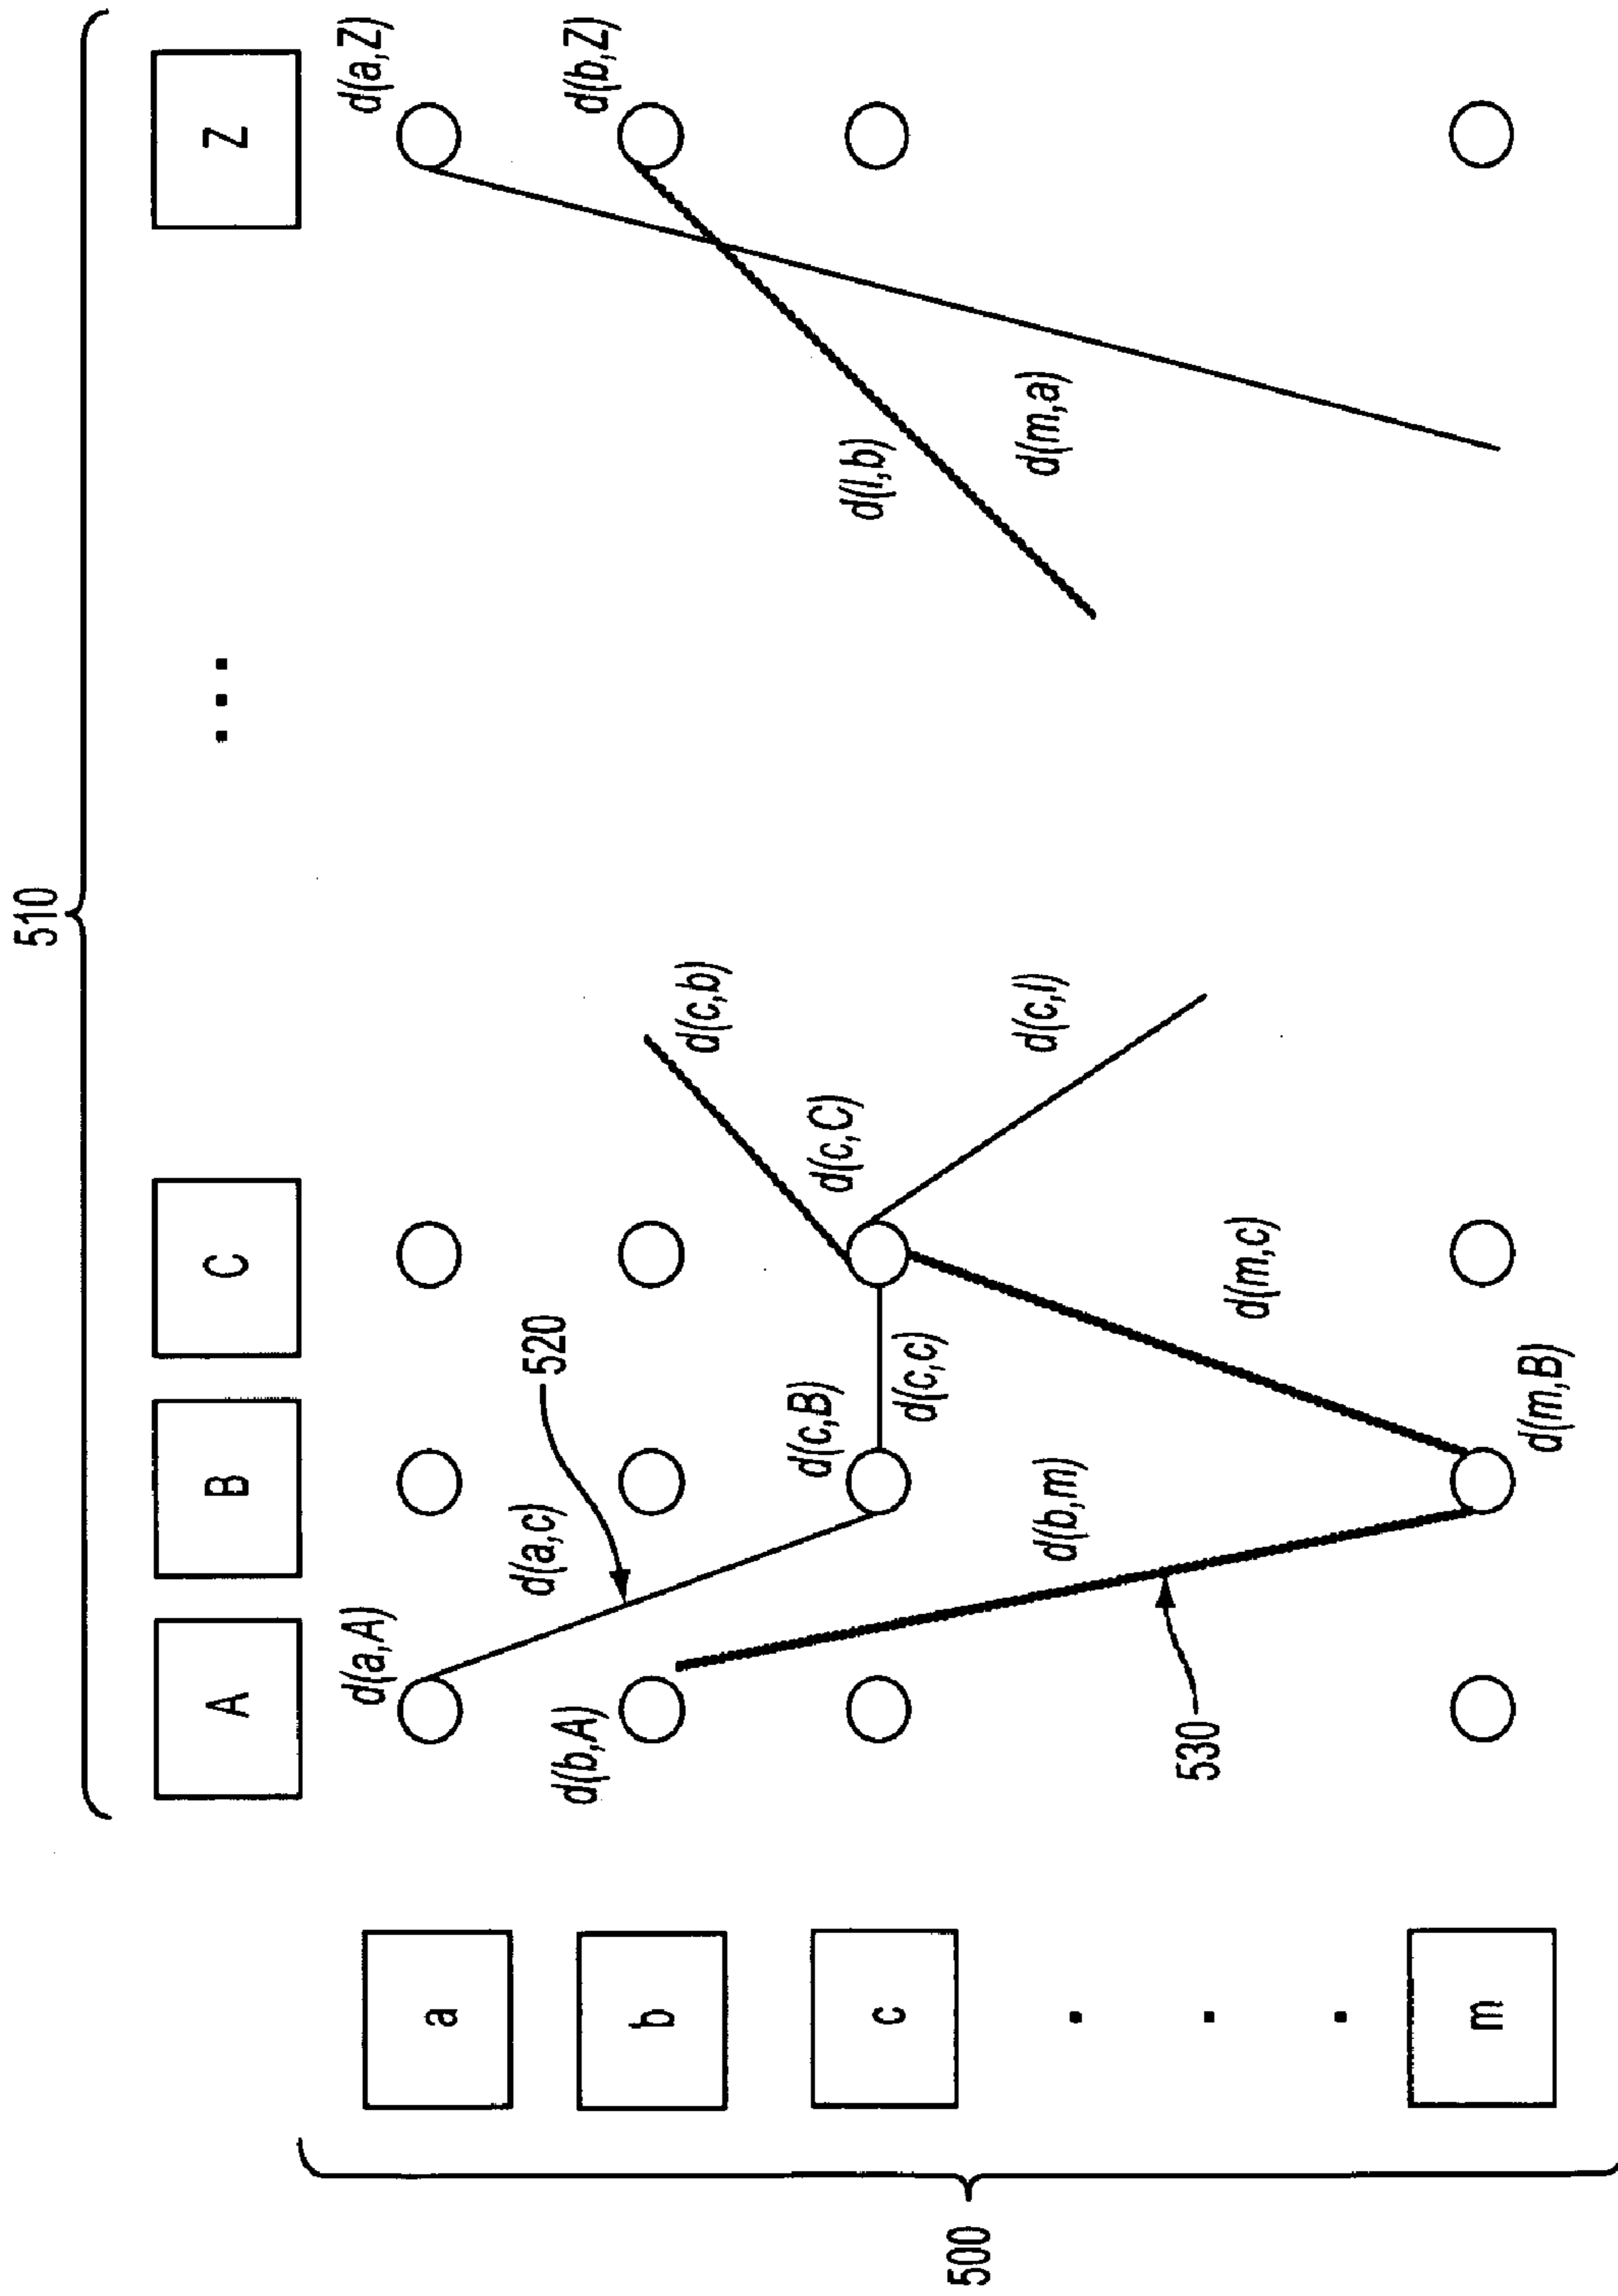 510
A
B
C
...
Z
500
a
b
c
.
.
.
m
d(a,A)
d(a,Z)
d(a,c)
520
d(b,A)
d(b,Z)
d(c,b)
d(c,B)
d(c,C)
d(l,b)
d(c,c)
d(c,l)
d(m,a)
d(b,m)
530
d(m,c)
d(m,B)